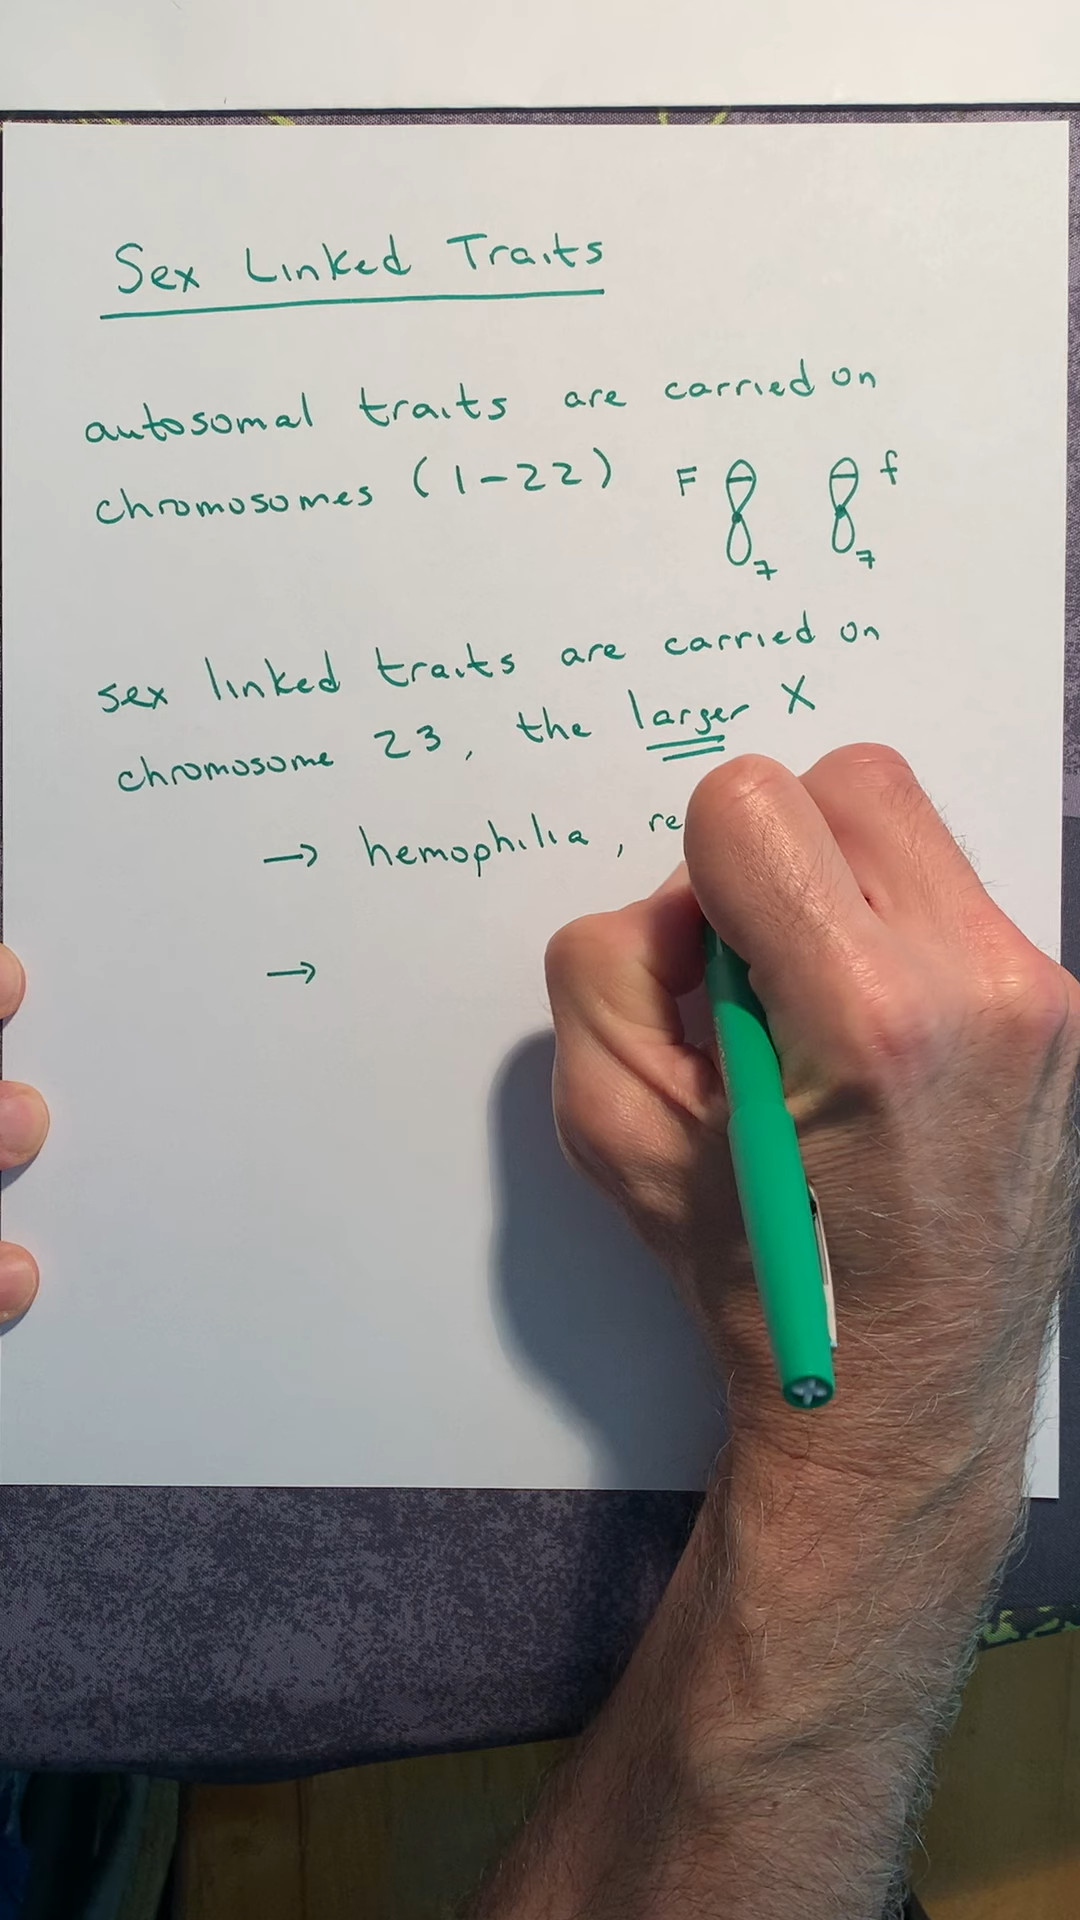 Sex Linked Traits
autosomal traits are carried on
chromosomes (1-22) F f
7 7
sex linked traits are carried on
chromosome 23, the larger X
→ hemophilia,
→